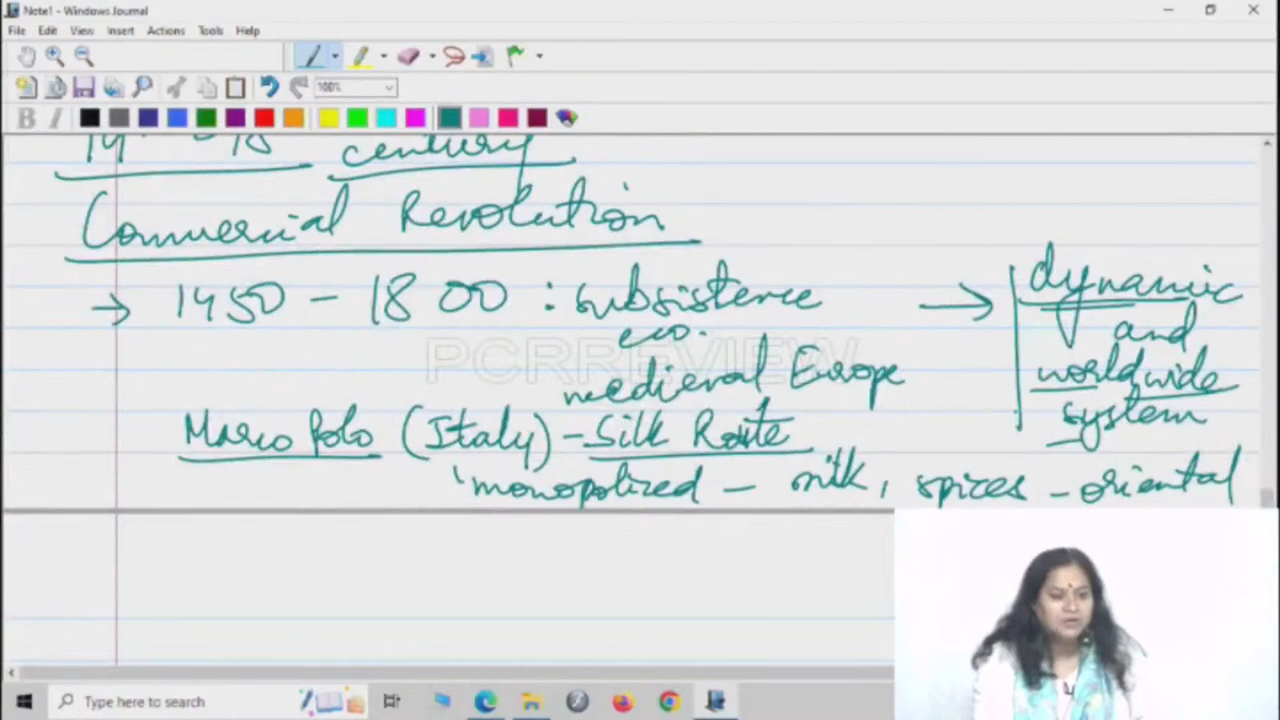 Note1 - Windows Journal
File Edit View Insert Actions Tools Help
100%
B I
century
Commercial Revolution
→ 1450 - 1800 : subsistence → dynamic
eco. and
medieval Europe worldwide
system
Marco Polo (Italy) - Silk Route
'monopolized - silk, spices - oriental
PCRREVIEW
Type here to search